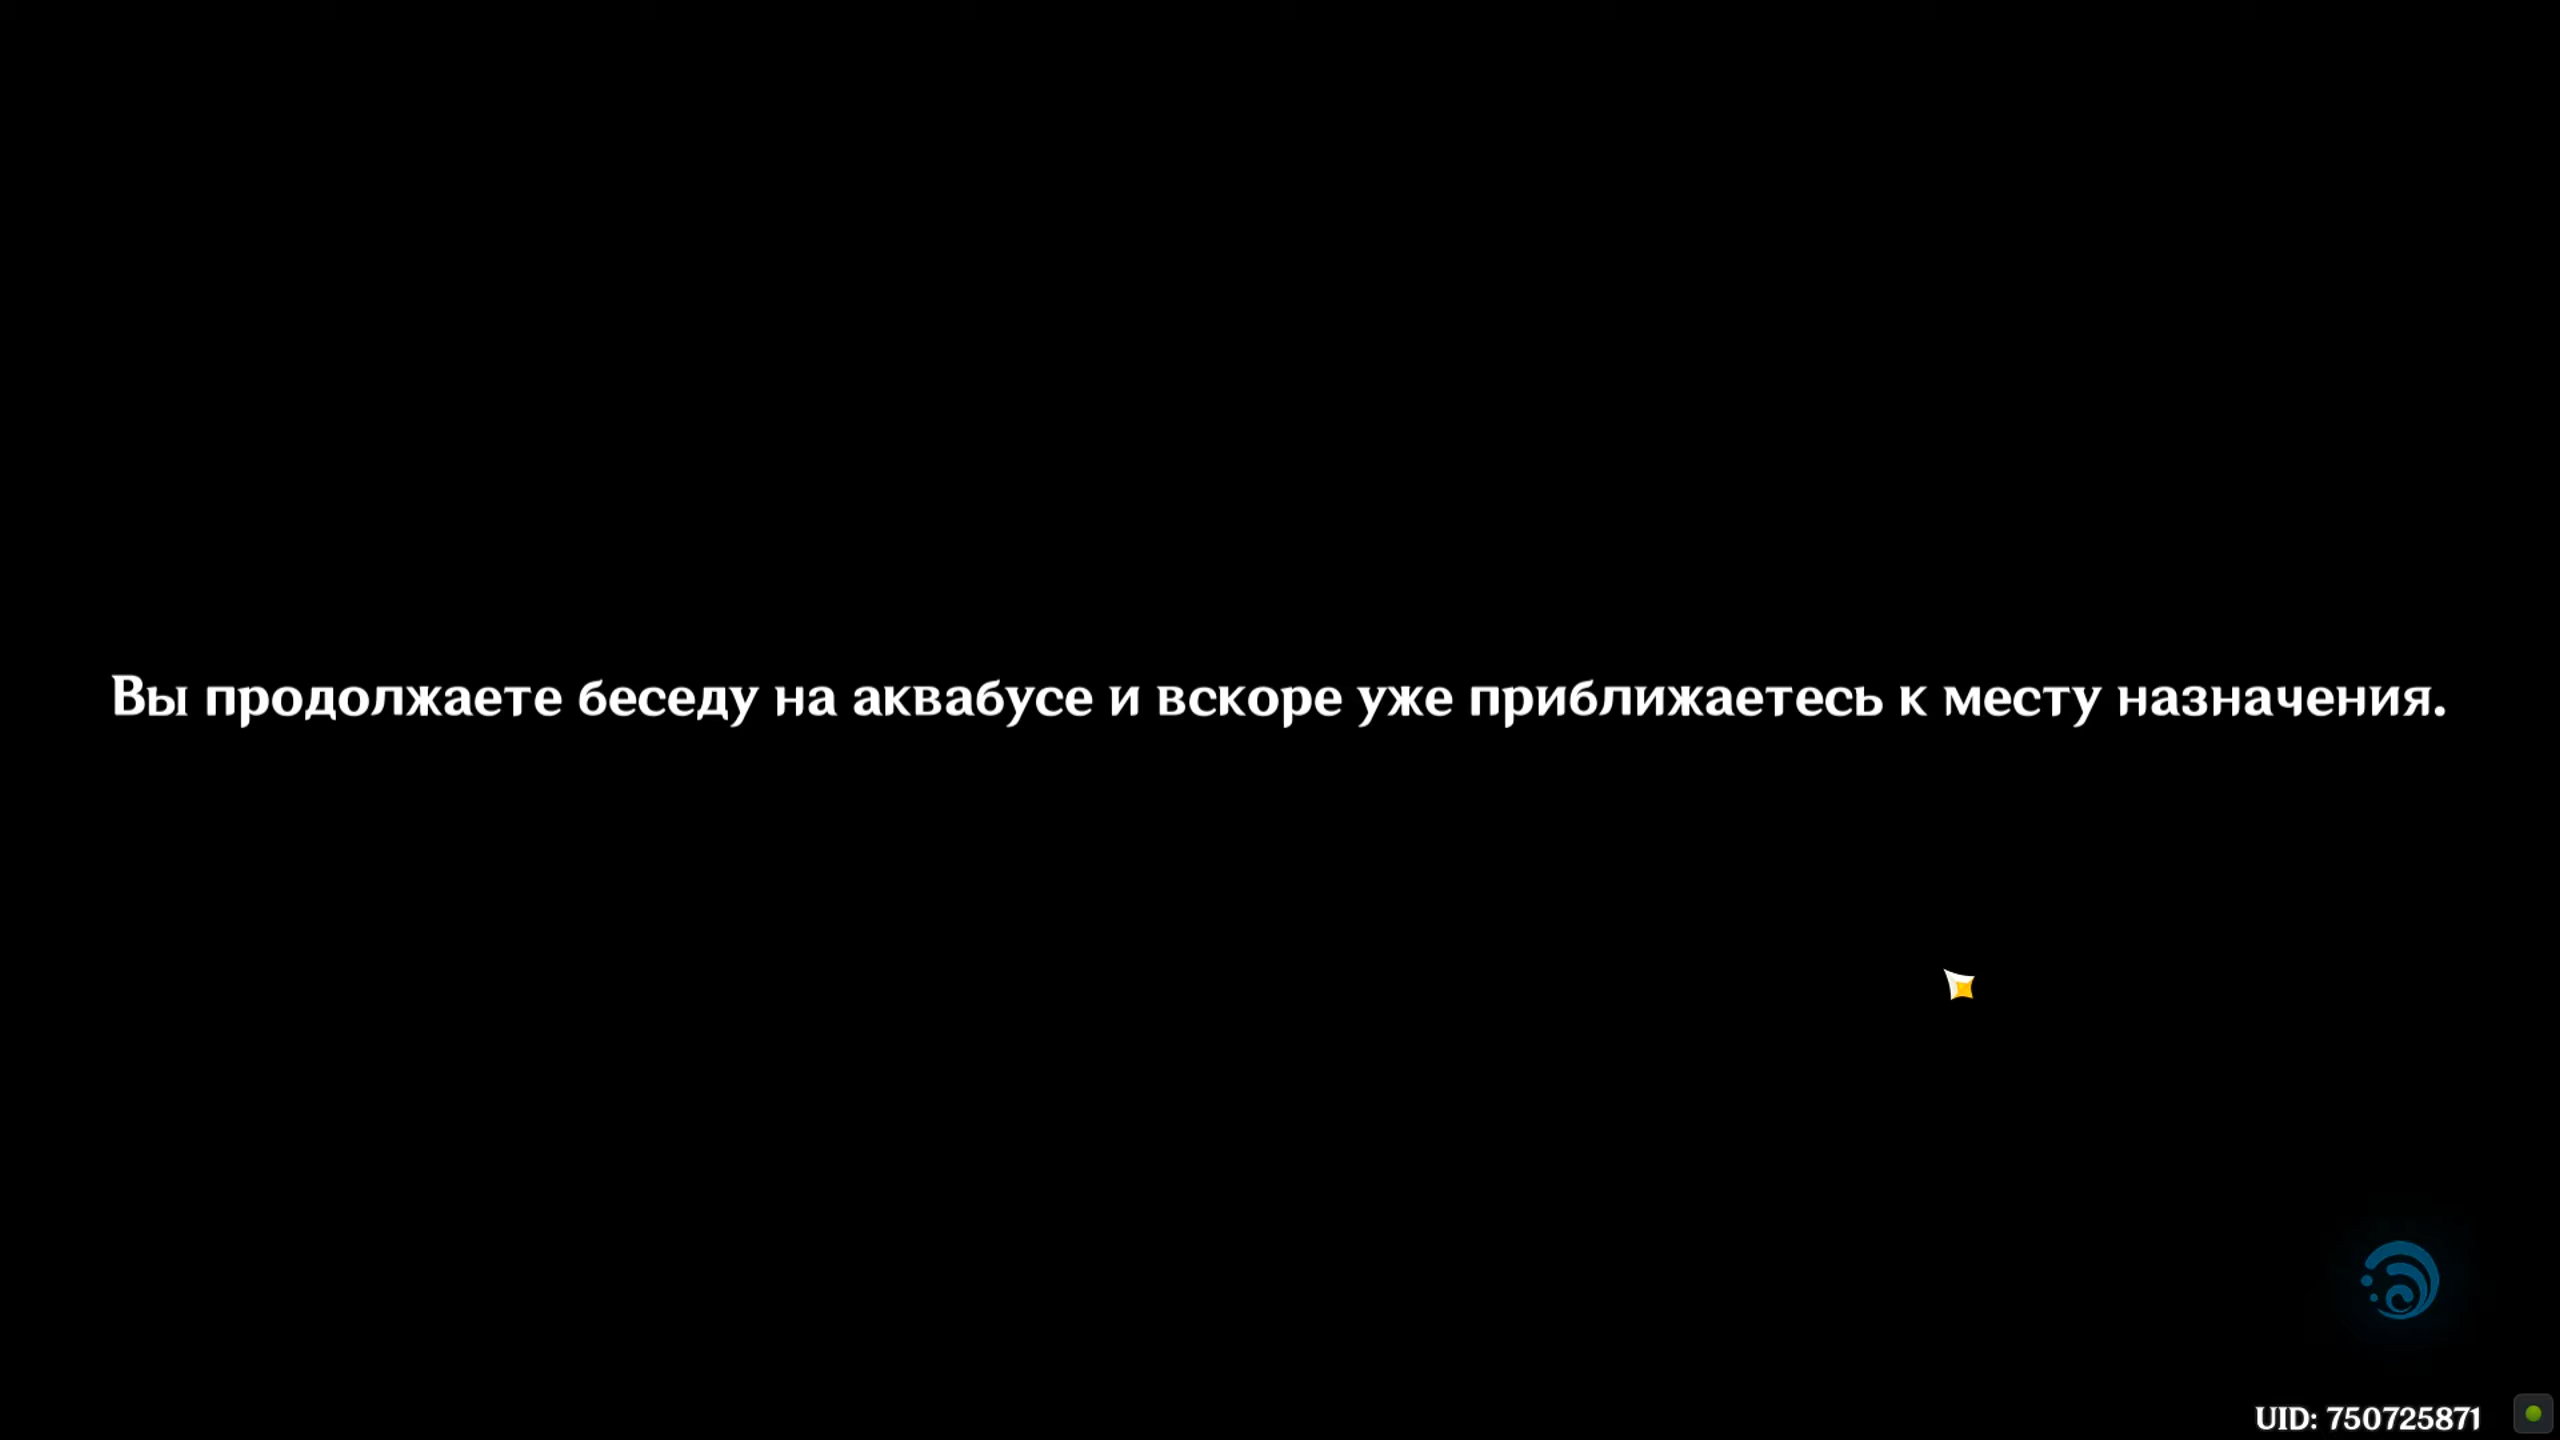 Вы продолжаете беседу на аквабусе и вскоре уже приближаетесь к месту назначения.
UID: 750725871